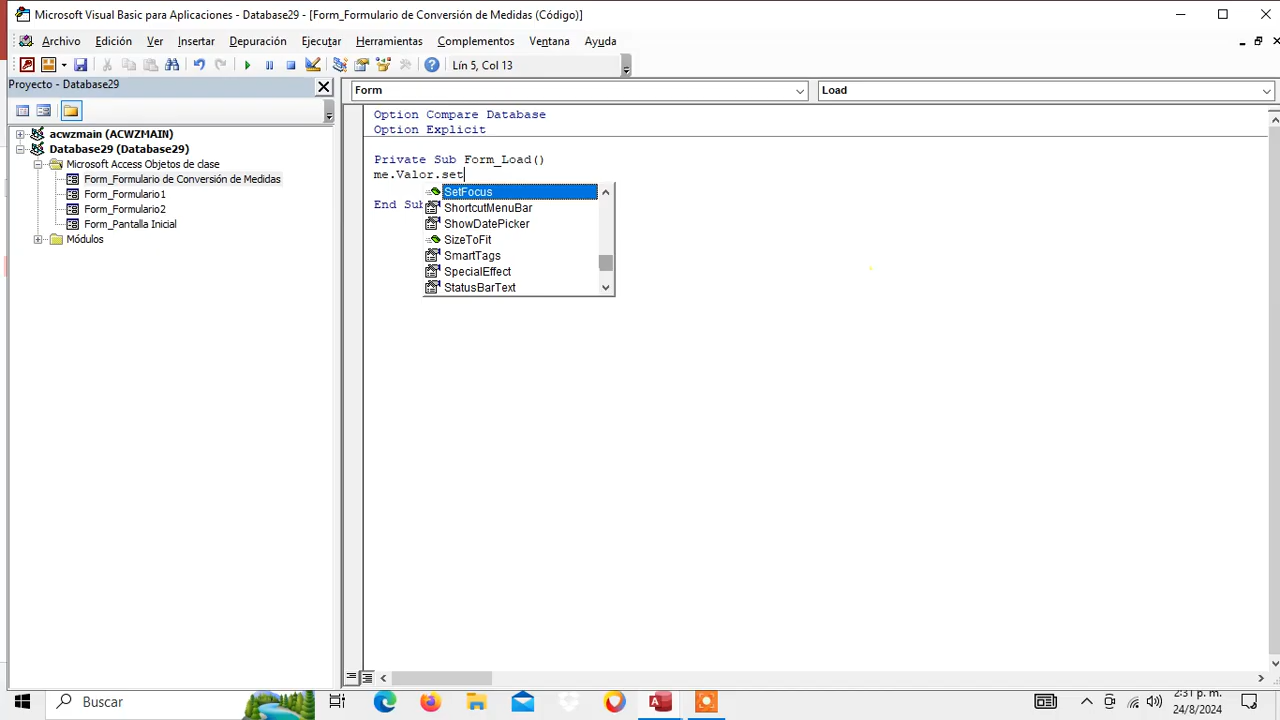 Microsoft Visual Basic para Aplicaciones - Database29 - [Form_Formulario de Conversión de Medidas (Código)]
Archivo Edición Ver Insertar Depuración Ejecutar Herramientas Complementos Ventana Ayuda
Lín 5, Col 13
Proyecto - Database29
Form
Load
acwzmain (ACWZMAIN)
Database29 (Database29)
Microsoft Access Objetos de clase
Form_Formulario de Conversión de Medidas
Form_Formulario1
Form_Formulario2
Form_Pantalla Inicial
Módulos
Option Compare Database
Option Explicit
Private Sub Form_Load()
me.Valor.set
SetFocus
ShortcutMenuBar
ShowDatePicker
SizeToFit
SmartTags
SpecialEffect
StatusBarText
End Su
Buscar
2:31 p. m.
24/8/2024